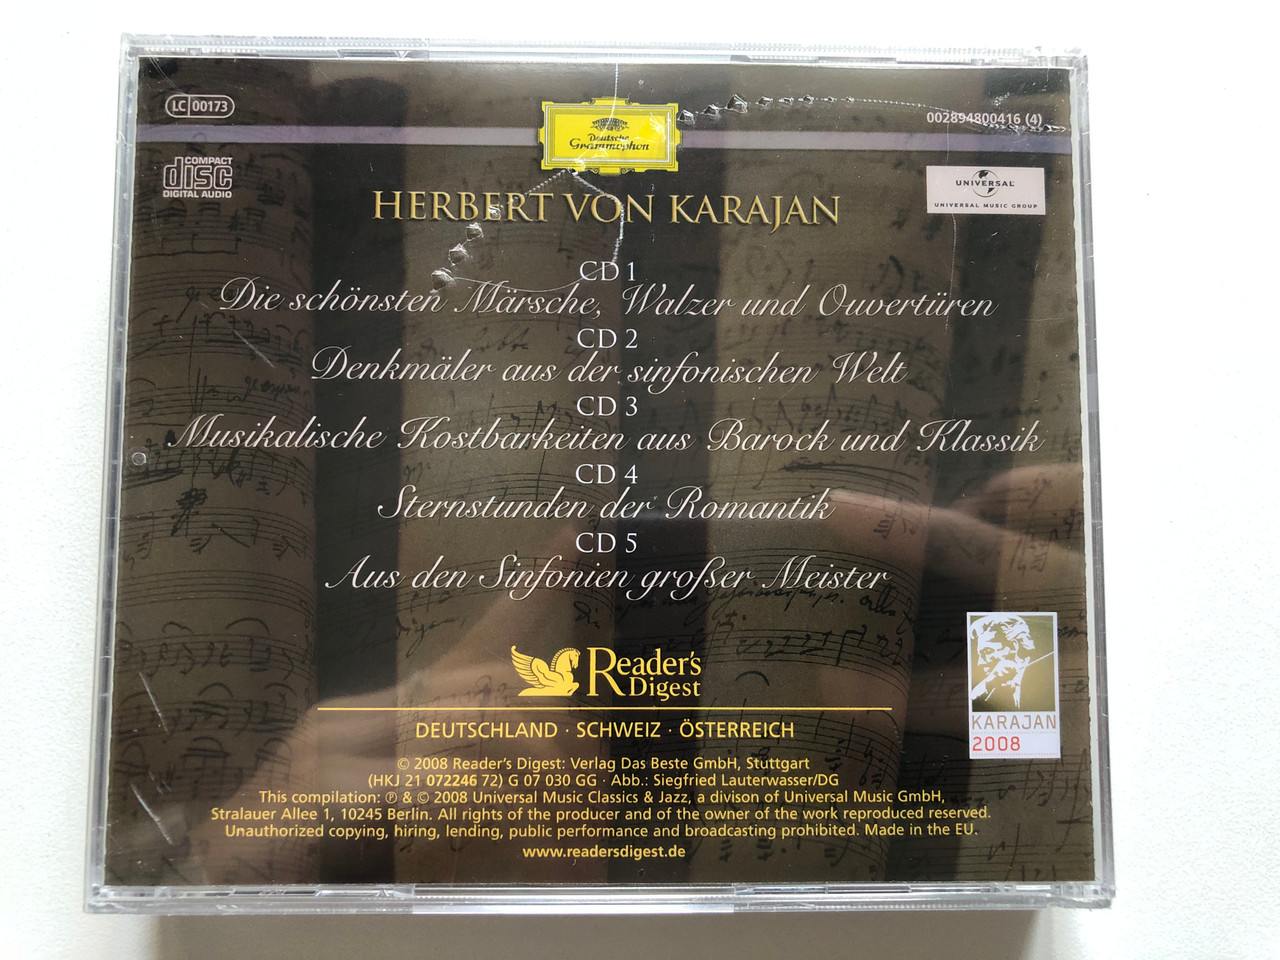 LC 00173
Deutsche
Grammophon
002894800416 (4)
COMPACT
disc
DIGITAL AUDIO
UNIVERSAL
UNIVERSAL MUSIC GROUP
HERBERT VON KARAJAN
CD 1
Die schönsten Märsche, Walzer und Ouvertüren
CD 2
Denkmäler aus der sinfonischen Welt
CD 3
Musikalische Kostbarkeiten aus Barock und Klassik
CD 4
Sternstunden der Romantik
CD 5
Aus den Sinfonien großer Meister
Reader's
Digest
KARAJAN
2008
DEUTSCHLAND · SCHWEIZ · ÖSTERREICH
© 2008 Reader's Digest: Verlag Das Beste GmbH, Stuttgart
(HKJ 21 072246 72) G 07 030 GG · Abb.: Siegfried Lauterwasser/DG
This compilation: ℗ & © 2008 Universal Music Classics & Jazz, a divison of Universal Music GmbH,
Stralauer Allee 1, 10245 Berlin. All rights of the producer and of the owner of the work reproduced reserved.
Unauthorized copying, hiring, lending, public performance and broadcasting prohibited. Made in the EU.
www.readersdigest.de